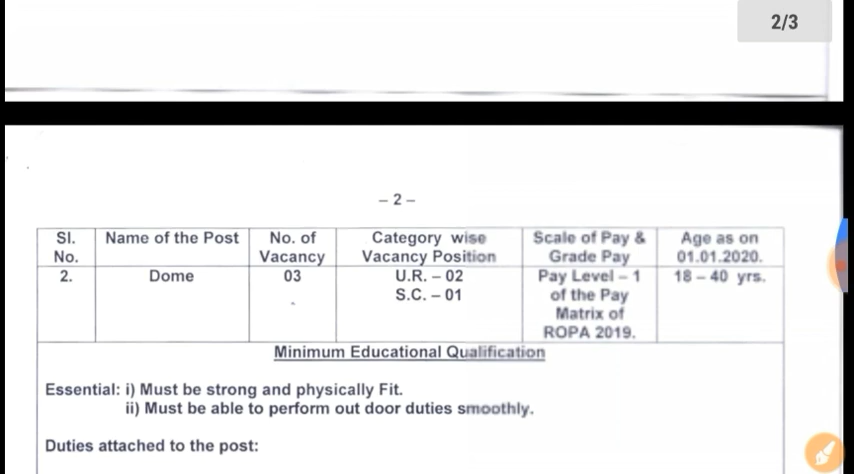 2/3
– 2 –
Sl. No. Name of the Post No. of Vacancy Category wise Vacancy Position Scale of Pay & Grade Pay Age as on 01.01.2020.
2. Dome 03 U.R. – 02 S.C. – 01 Pay Level – 1 of the Pay Matrix of ROPA 2019. 18 – 40 yrs.
Minimum Educational Qualification
Essential: i) Must be strong and physically Fit.
ii) Must be able to perform out door duties smoothly.
Duties attached to the post: